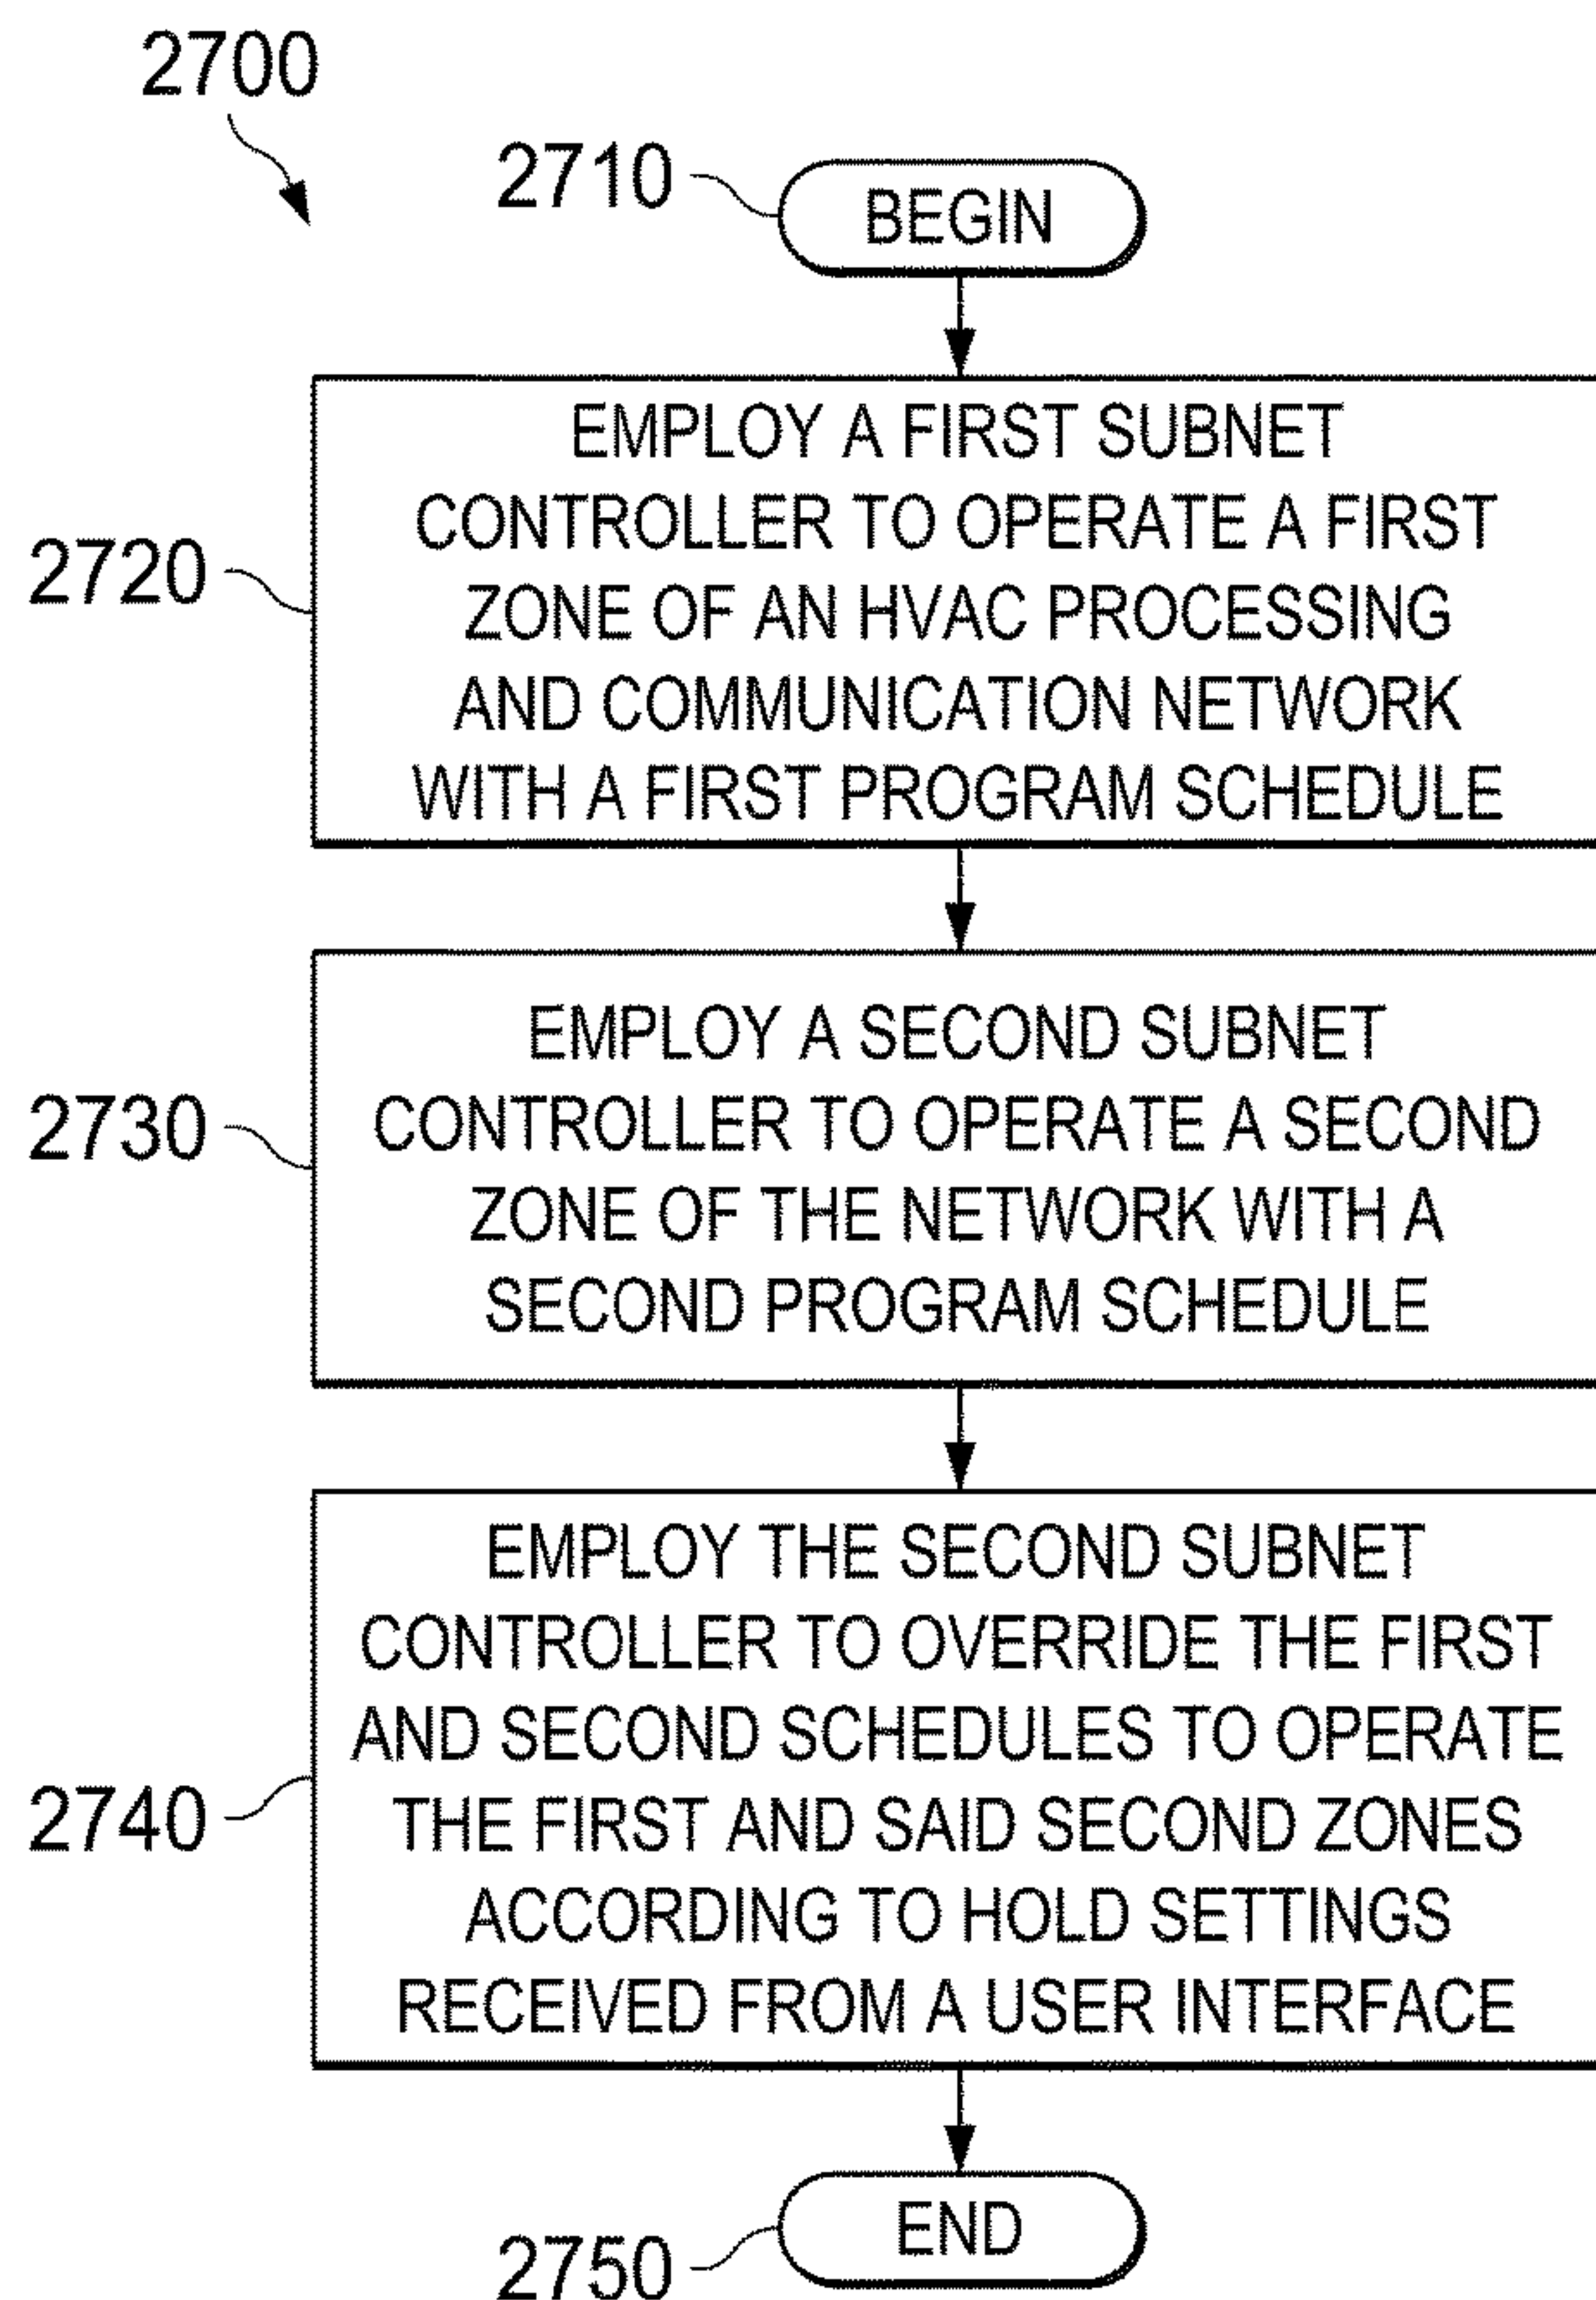 2700
2710
BEGIN
2720
EMPLOY A FIRST SUBNET
CONTROLLER TO OPERATE A FIRST
ZONE OF AN HVAC PROCESSING
AND COMMUNICATION NETWORK
WITH A FIRST PROGRAM SCHEDULE
2730
EMPLOY A SECOND SUBNET
CONTROLLER TO OPERATE A SECOND
ZONE OF THE NETWORK WITH A
SECOND PROGRAM SCHEDULE
2740
EMPLOY THE SECOND SUBNET
CONTROLLER TO OVERRIDE THE FIRST
AND SECOND SCHEDULES TO OPERATE
THE FIRST AND SAID SECOND ZONES
ACCORDING TO HOLD SETTINGS
RECEIVED FROM A USER INTERFACE
2750
END